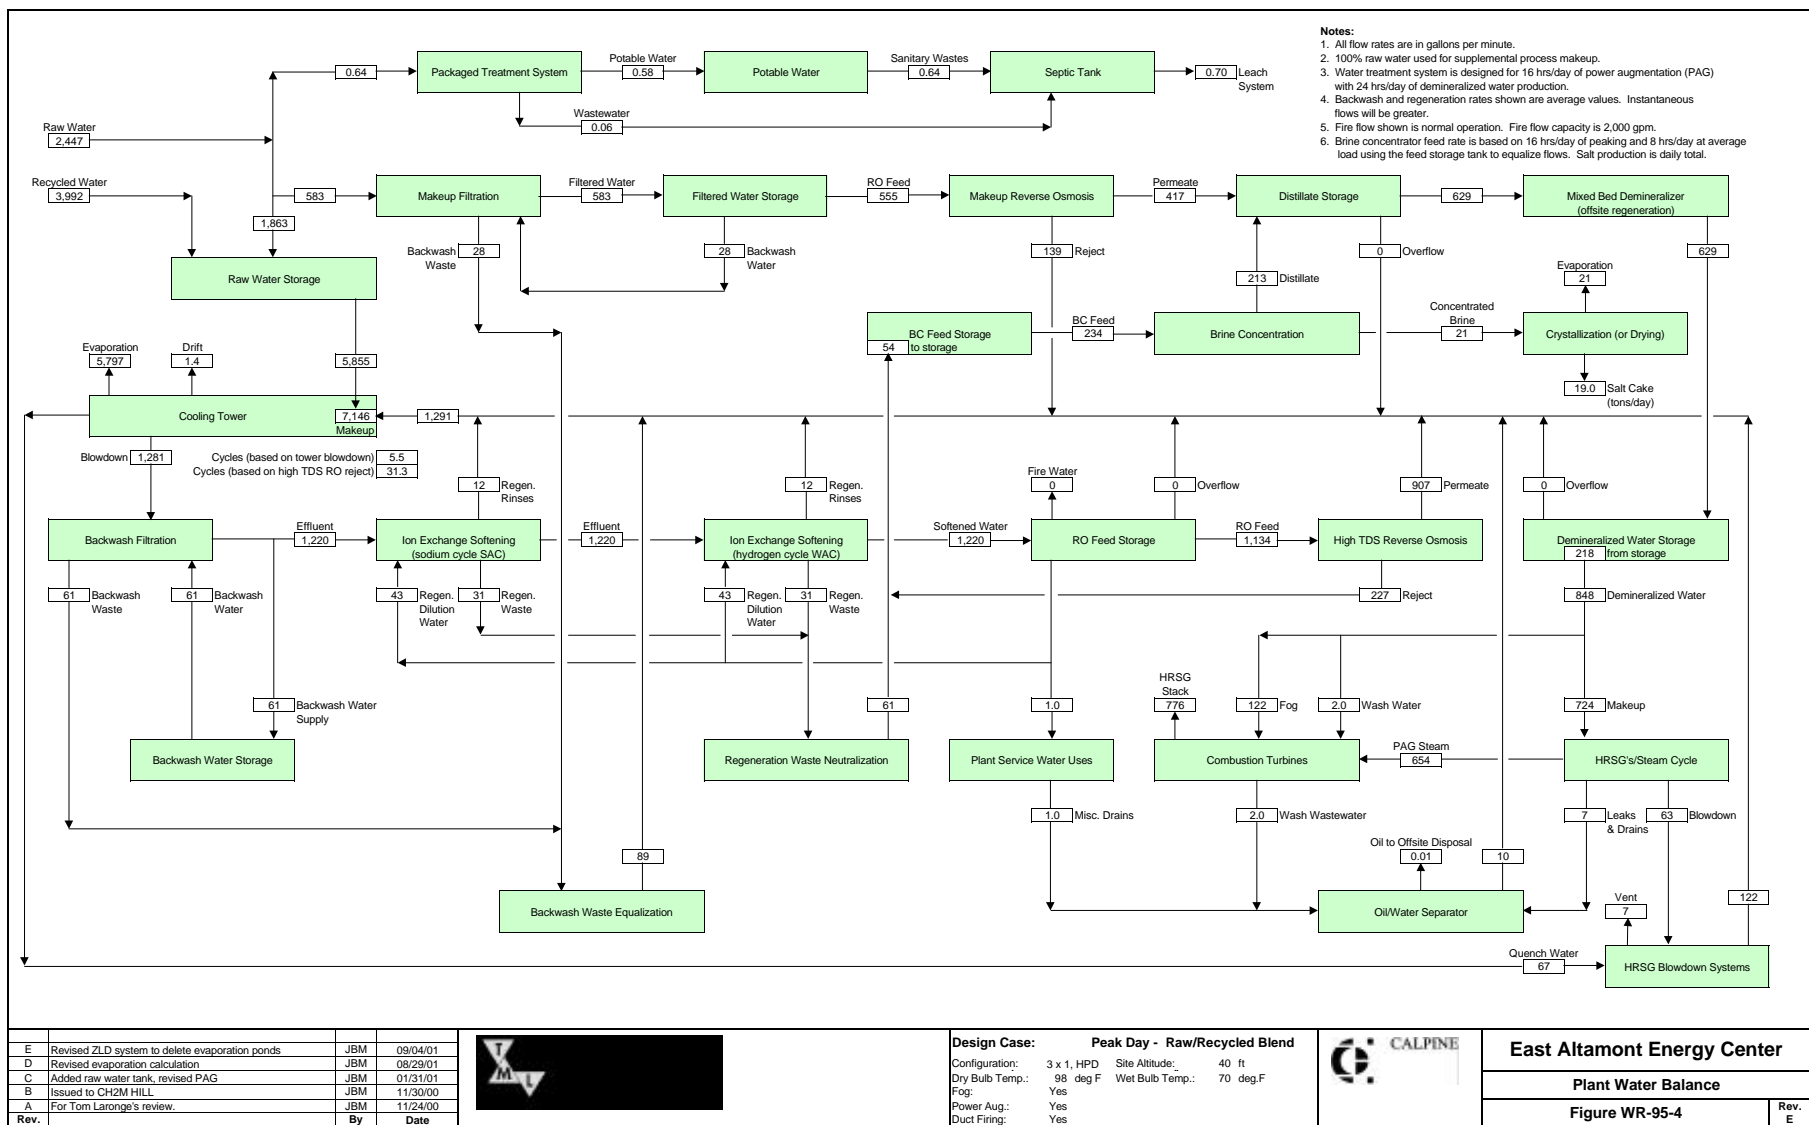 Notes:
1. All flow rates are in gallons per minute.
2. 100% raw water used for supplemental process makeup.
3. Water treatment system is designed for 16 hrs/day of power augmentation (PAG)
with 24 hrs/day of demineralized water production.
4. Backwash and regeneration rates shown are average values. Instantaneous
flows will be greater.
5. Fire flow shown is normal operation. Fire flow capacity is 2,000 gpm.
6. Brine concentrator feed rate is based on 16 hrs/day of peaking and 8 hrs/day at average
load using the feed storage tank to equalize flows. Salt production is daily total.
0.64
Packaged Treatment System
Potable Water
0.58
Potable Water
Sanitary Wastes
0.64
Septic Tank
0.70 Leach
System
Wastewater
0.06
Raw Water
2,447
Recycled Water
3,992
583
Makeup Filtration
Filtered Water
583
Filtered Water Storage
RO Feed
555
Makeup Reverse Osmosis
Permeate
417
Distillate Storage
629
Mixed Bed Demineralizer
(offsite regeneration)
1,863
Backwash
Waste
28
28 Backwash
Water
139 Reject
0 Overflow
629
Raw Water Storage
213 Distillate
Evaporation
21
BC Feed Storage
54 to storage
BC Feed
234
Brine Concentration
Concentrated
Brine
21
Crystallization (or Drying)
Evaporation
5,797
Drift
1.4
5,855
19.0 Salt Cake
(tons/day)
Cooling Tower
7,146
Makeup
1,291
Blowdown 1,281
Cycles (based on tower blowdown) 5.5
Cycles (based on high TDS RO reject) 31.3
12 Regen.
Rinses
12 Regen.
Rinses
Fire Water
0
0 Overflow
907 Permeate
0 Overflow
Backwash Filtration
Effluent
1,220
Ion Exchange Softening
(sodium cycle SAC)
Effluent
1,220
Ion Exchange Softening
(hydrogen cycle WAC)
Softened Water
1,220
RO Feed Storage
RO Feed
1,134
High TDS Reverse Osmosis
Demineralized Water Storage
218 from storage
61 Backwash
Waste
61 Backwash
Water
43 Regen.
Dilution
Water
31 Regen.
Waste
43 Regen.
Dilution
Water
31 Regen.
Waste
227 Reject
848 Demineralized Water
61 Backwash Water
Supply
61
1.0
HRSG
Stack
776
122 Fog
2.0 Wash Water
724 Makeup
Backwash Water Storage
Regeneration Waste Neutralization
Plant Service Water Uses
Combustion Turbines
PAG Steam
654
HRSG's/Steam Cycle
1.0 Misc. Drains
2.0 Wash Wastewater
7 Leaks
& Drains
63 Blowdown
89
Oil to Offsite Disposal
0.01
10
Backwash Waste Equalization
Oil/Water Separator
Vent
7
122
Quench Water
67
HRSG Blowdown Systems
E Revised ZLD system to delete evaporation ponds JBM 09/04/01
D Revised evaporation calculation JBM 08/29/01
C Added raw water tank, revised PAG JBM 01/31/01
B Issued to CH2M HILL JBM 11/30/00
A For Tom Laronge's review. JBM 11/24/00
Rev. By Date
T M L
Design Case: Peak Day - Raw/Recycled Blend
Configuration: 3 x 1, HPD Site Altitude: 40 ft
Dry Bulb Temp.: 98 deg F Wet Bulb Temp.: 70 deg.F
Fog: Yes
Power Aug.: Yes
Duct Firing: Yes
CALPINE
East Altamont Energy Center
Plant Water Balance
Figure WR-95-4
Rev.
E